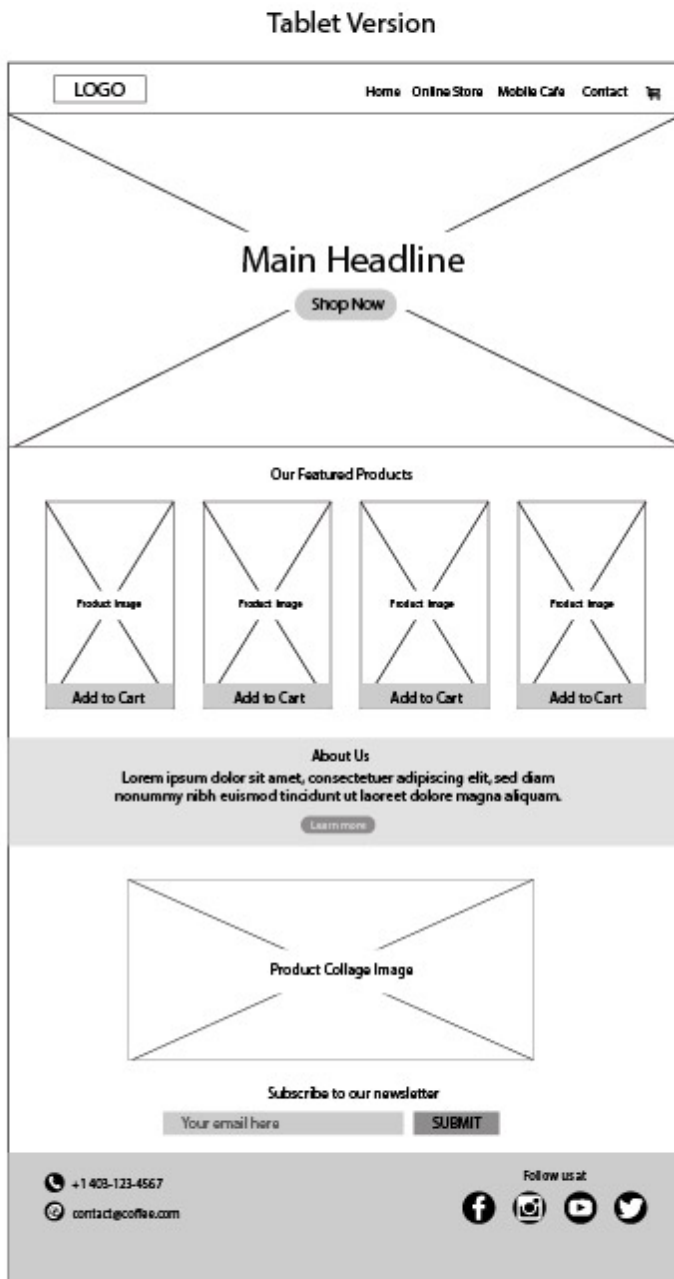 Tablet Version
LOGO
Home Online Store Mobile Cafe Contact
Main Headline
Shop Now
Our Featured Products
Product Image Product Image Product Image Product Image
Add to Cart Add to Cart Add to Cart Add to Cart
About Us
Lorem ipsum dolor sit amet, consectetuer adipiscing elit, sed diam
nonummy nibh euismod tincidunt ut laoreet dolore magna aliquam.
Learn more
Product Collage Image
Subscribe to our newsletter
Your email here SUBMIT
+1 403-123-4567
contact@coffee.com
Follow us at